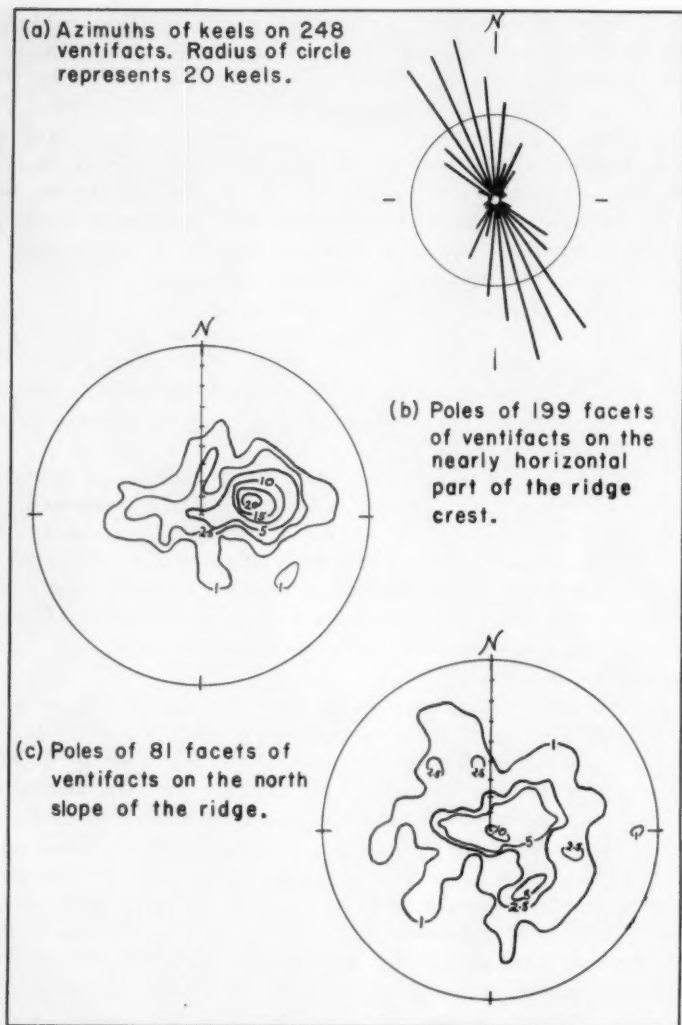 (a) Azimuths of keels on 248
ventifacts. Radius of circle
represents 20 keels.
N
N
10
20
15
2.5
5
1
1
(b) Poles of 199 facets
of ventifacts on the
nearly horizontal
part of the ridge
crest.
N
(c) Poles of 81 facets of
ventifacts on the north
slope of the ridge.
1
2.5
2.5
10
5
2.5
5
2.5
1
1